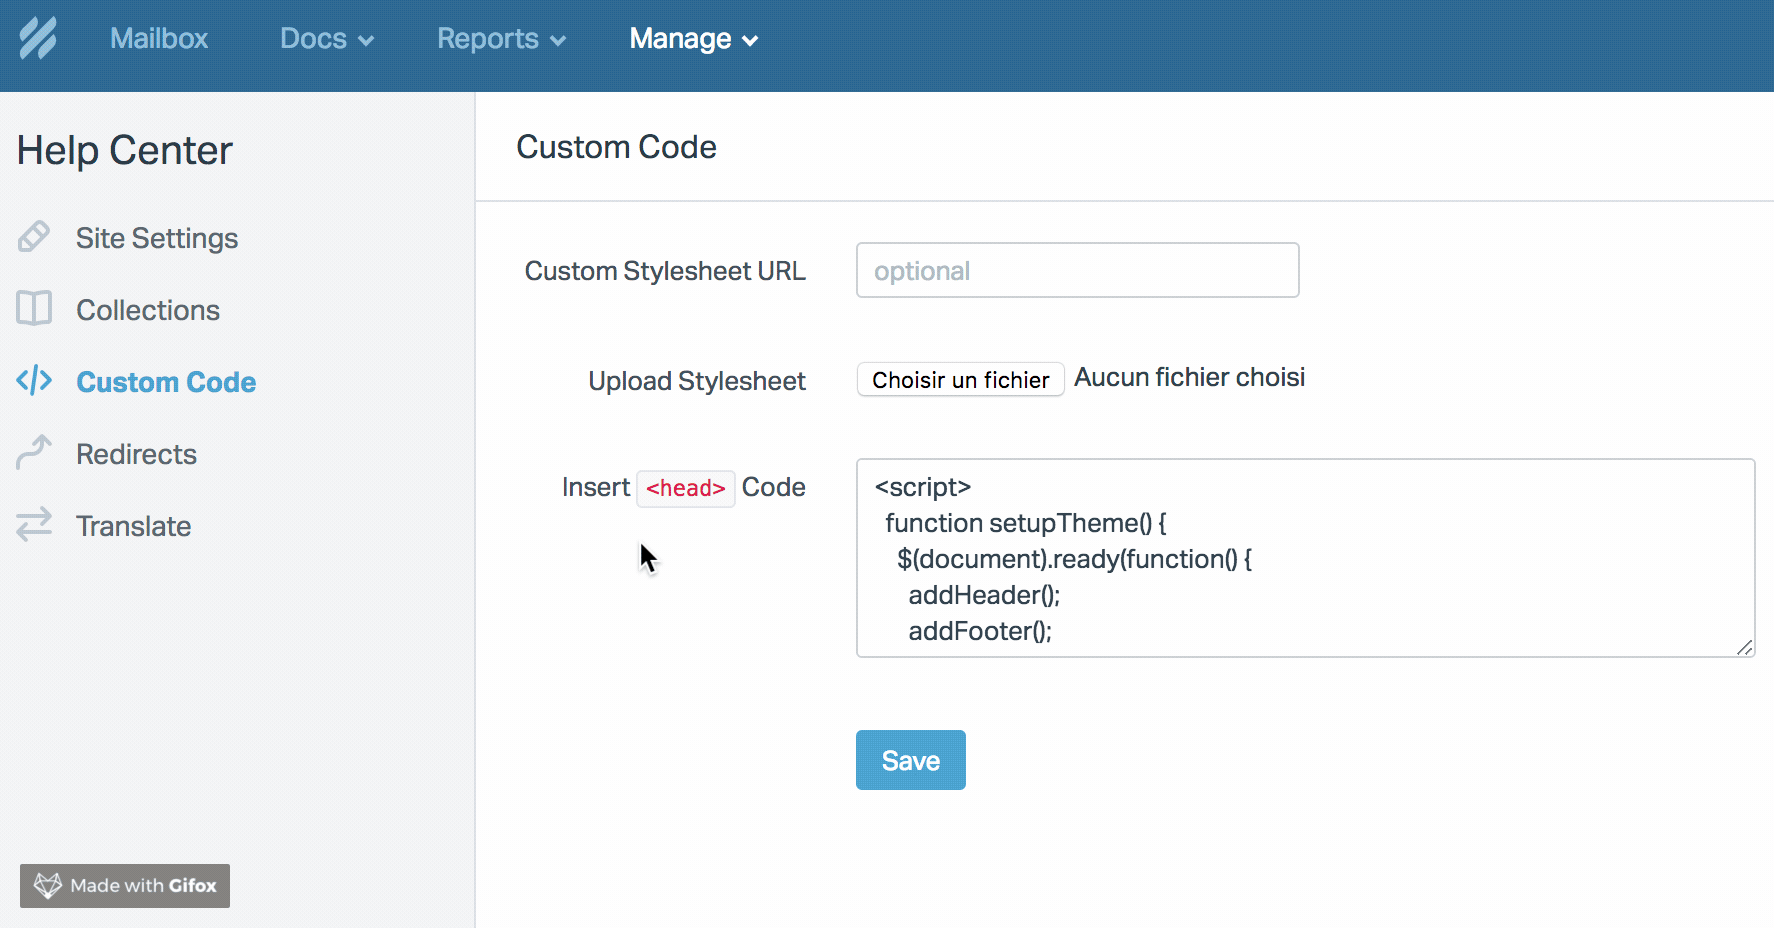 Mailbox Docs Reports Manage
Help Center
Site Settings
Collections
Custom Code
Redirects
Translate
Custom Code
Custom Stylesheet URL optional
Upload Stylesheet Choisir un fichier Aucun fichier choisi
Insert <head> Code
<script>
function setupTheme() {
$(document).ready(function() {
addHeader();
addFooter();
Save
Made with Gifox